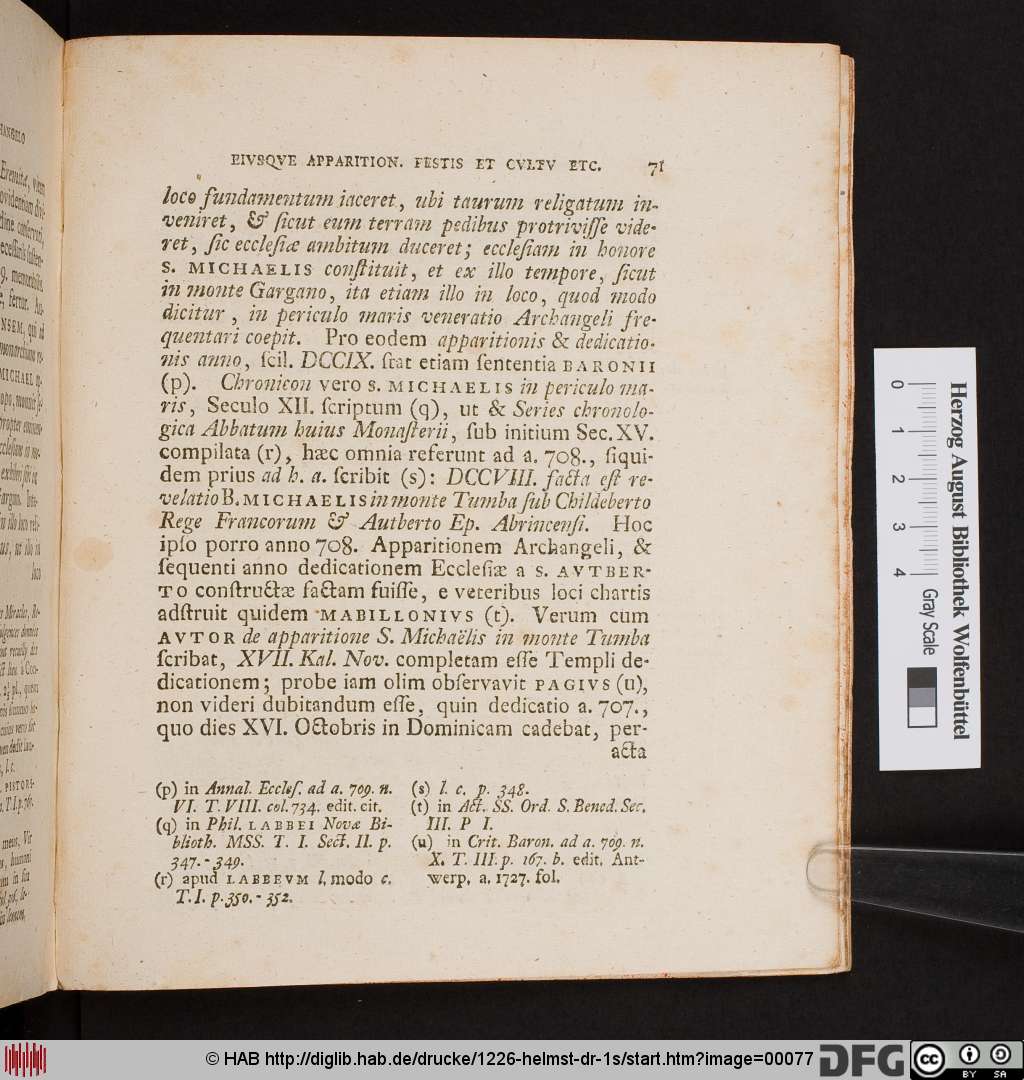 EIVSQVE APPARITION. FESTIS ET CVLTV ETC. 71
loco fundamentum iaceret, ubi taurum religatum in-
veniret, & ſicut eum terram pedibus protriviſſe vide-
ret, ſic eccleſiæ ambitum duceret; eccleſiam in honore
S. MICHAELIS conſtituit, et ex illo tempore, ſicut
in monte Gargano, ita etiam illo in loco, quod modo
dicitur, in periculo maris veneratio Archangeli fre-
quentari coepit. Pro eodem apparitionis & dedicatio-
nis anno, ſcil. DCCIX. ſtat etiam ſententia BARONII
(p). Chronicon vero S. MICHAELIS in periculo ma-
ris, Seculo XII. ſcriptum (q), ut & Series chronolo-
gica Abbatum huius Monaſterii, ſub initium Sec. XV.
compilata (r), hæc omnia referunt ad a. 708., ſiqui-
dem prius ad h. a. ſcribit (s): DCCVIII. facta eſt re-
velatio B. MICHAELIS in monte Tumba ſub Childeberto
Rege Francorum & Autberto Ep. Abrincenſi. Hoc
ipſo porro anno 708. Apparitionem Archangeli, &
ſequenti anno dedicationem Eccleſiæ a S. AVTBER-
TO conſtructæ factam fuiſſe, e veteribus loci chartis
adſtruit quidem MABILLONIVS (t). Verum cum
AVTOR de apparitione S. Michaëlis in monte Tumba
ſcribat, XVII. Kal. Nov. completam eſſe Templi de-
dicationem; probe iam olim obſervavit PAGIVS (u),
non videri dubitandum eſſe, quin dedicatio a. 707.,
quo dies XVI. Octobris in Dominicam cadebat, per-
acta
(p) in Annal. Eccleſ. ad a. 709. n.
VI. T. VIII. col. 734. edit. cit.
(q) in Phil. LABBEI Novæ Bi-
blioth. MSS. T. I. Sect. II. p.
347.-349.
(r) apud LABBEVM l. modo c.
T. I. p. 350.-352.
(s) l. c. p. 348.
(t) in Act. SS. Ord. S. Bened. Sec.
III. P I.
(u) in Crit. Baron. ad a. 709. n.
X. T. III. p. 167. b. edit. Ant-
werp. a. 1727. fol.
0 1 2 3 4
Gray Scale
Herzog August Bibliothek Wolfenbüttel
© HAB http://diglib.hab.de/drucke/1226-helmst-dr-1s/start.htm?image=00077
DFG
cc BY SA